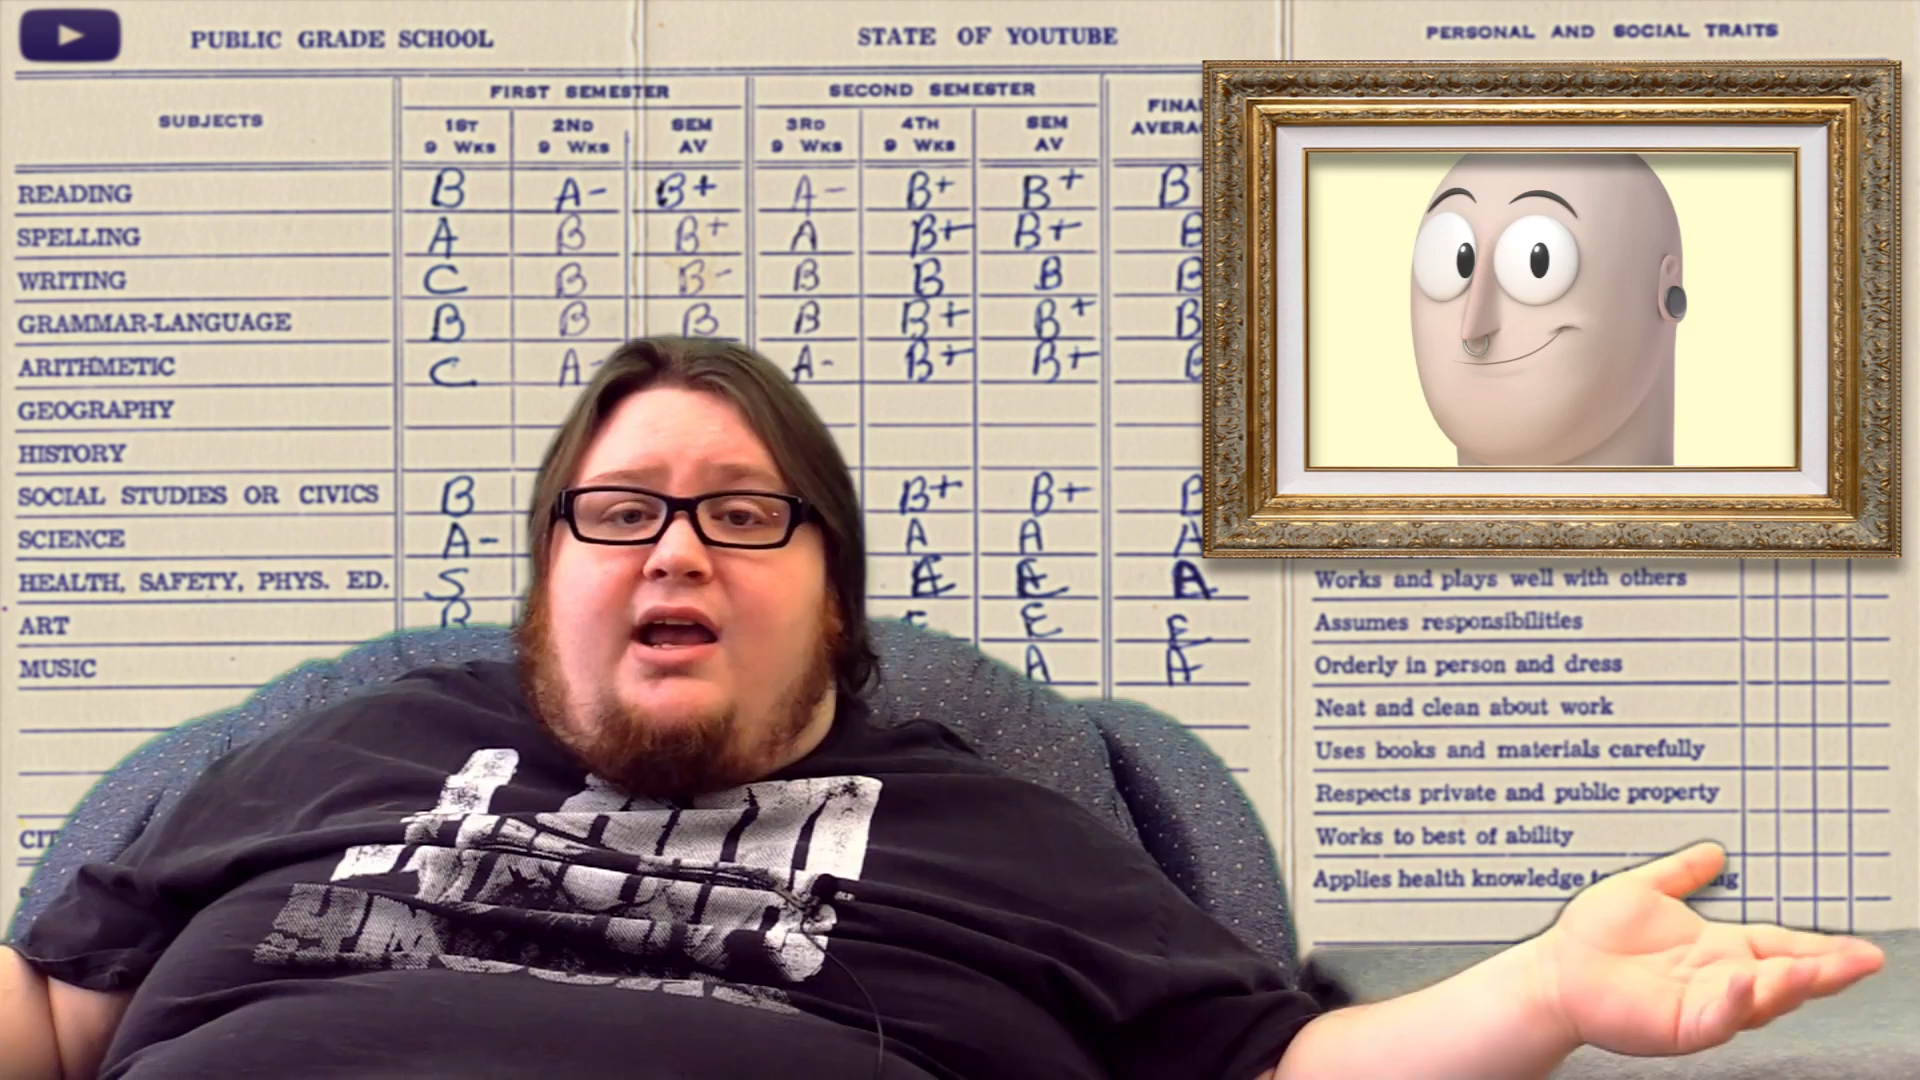 PUBLIC GRADE SCHOOL STATE OF YOUTUBE PERSONAL AND SOCIAL TRAITS
FIRST SEMESTER SECOND SEMESTER FINAL
SUBJECTS 1ST 2ND SEM 3RD 4TH SEM
9 WKS 9 WKS AV 9 WKS 9 WKS AV
READING B A- B+ A- B+ B+ B
SPELLING A B B+ A B+ B+ B
WRITING C B B- B B B B
GRAMMAR-LANGUAGE B B B B B+ B+ B
ARITHMETIC C A- A- B+ B+ B
GEOGRAPHY
HISTORY
SOCIAL STUDIES OR CIVICS B B+ B+ B
SCIENCE A- A A A
HEALTH, SAFETY, PHYS. ED. S A Works and plays well with others
ART E E Assumes responsibilities
MUSIC A A Orderly in person and dress
Neat and clean about work
Uses books and materials carefully
Respects private and public property
Works to best of ability
Applies health knowledge